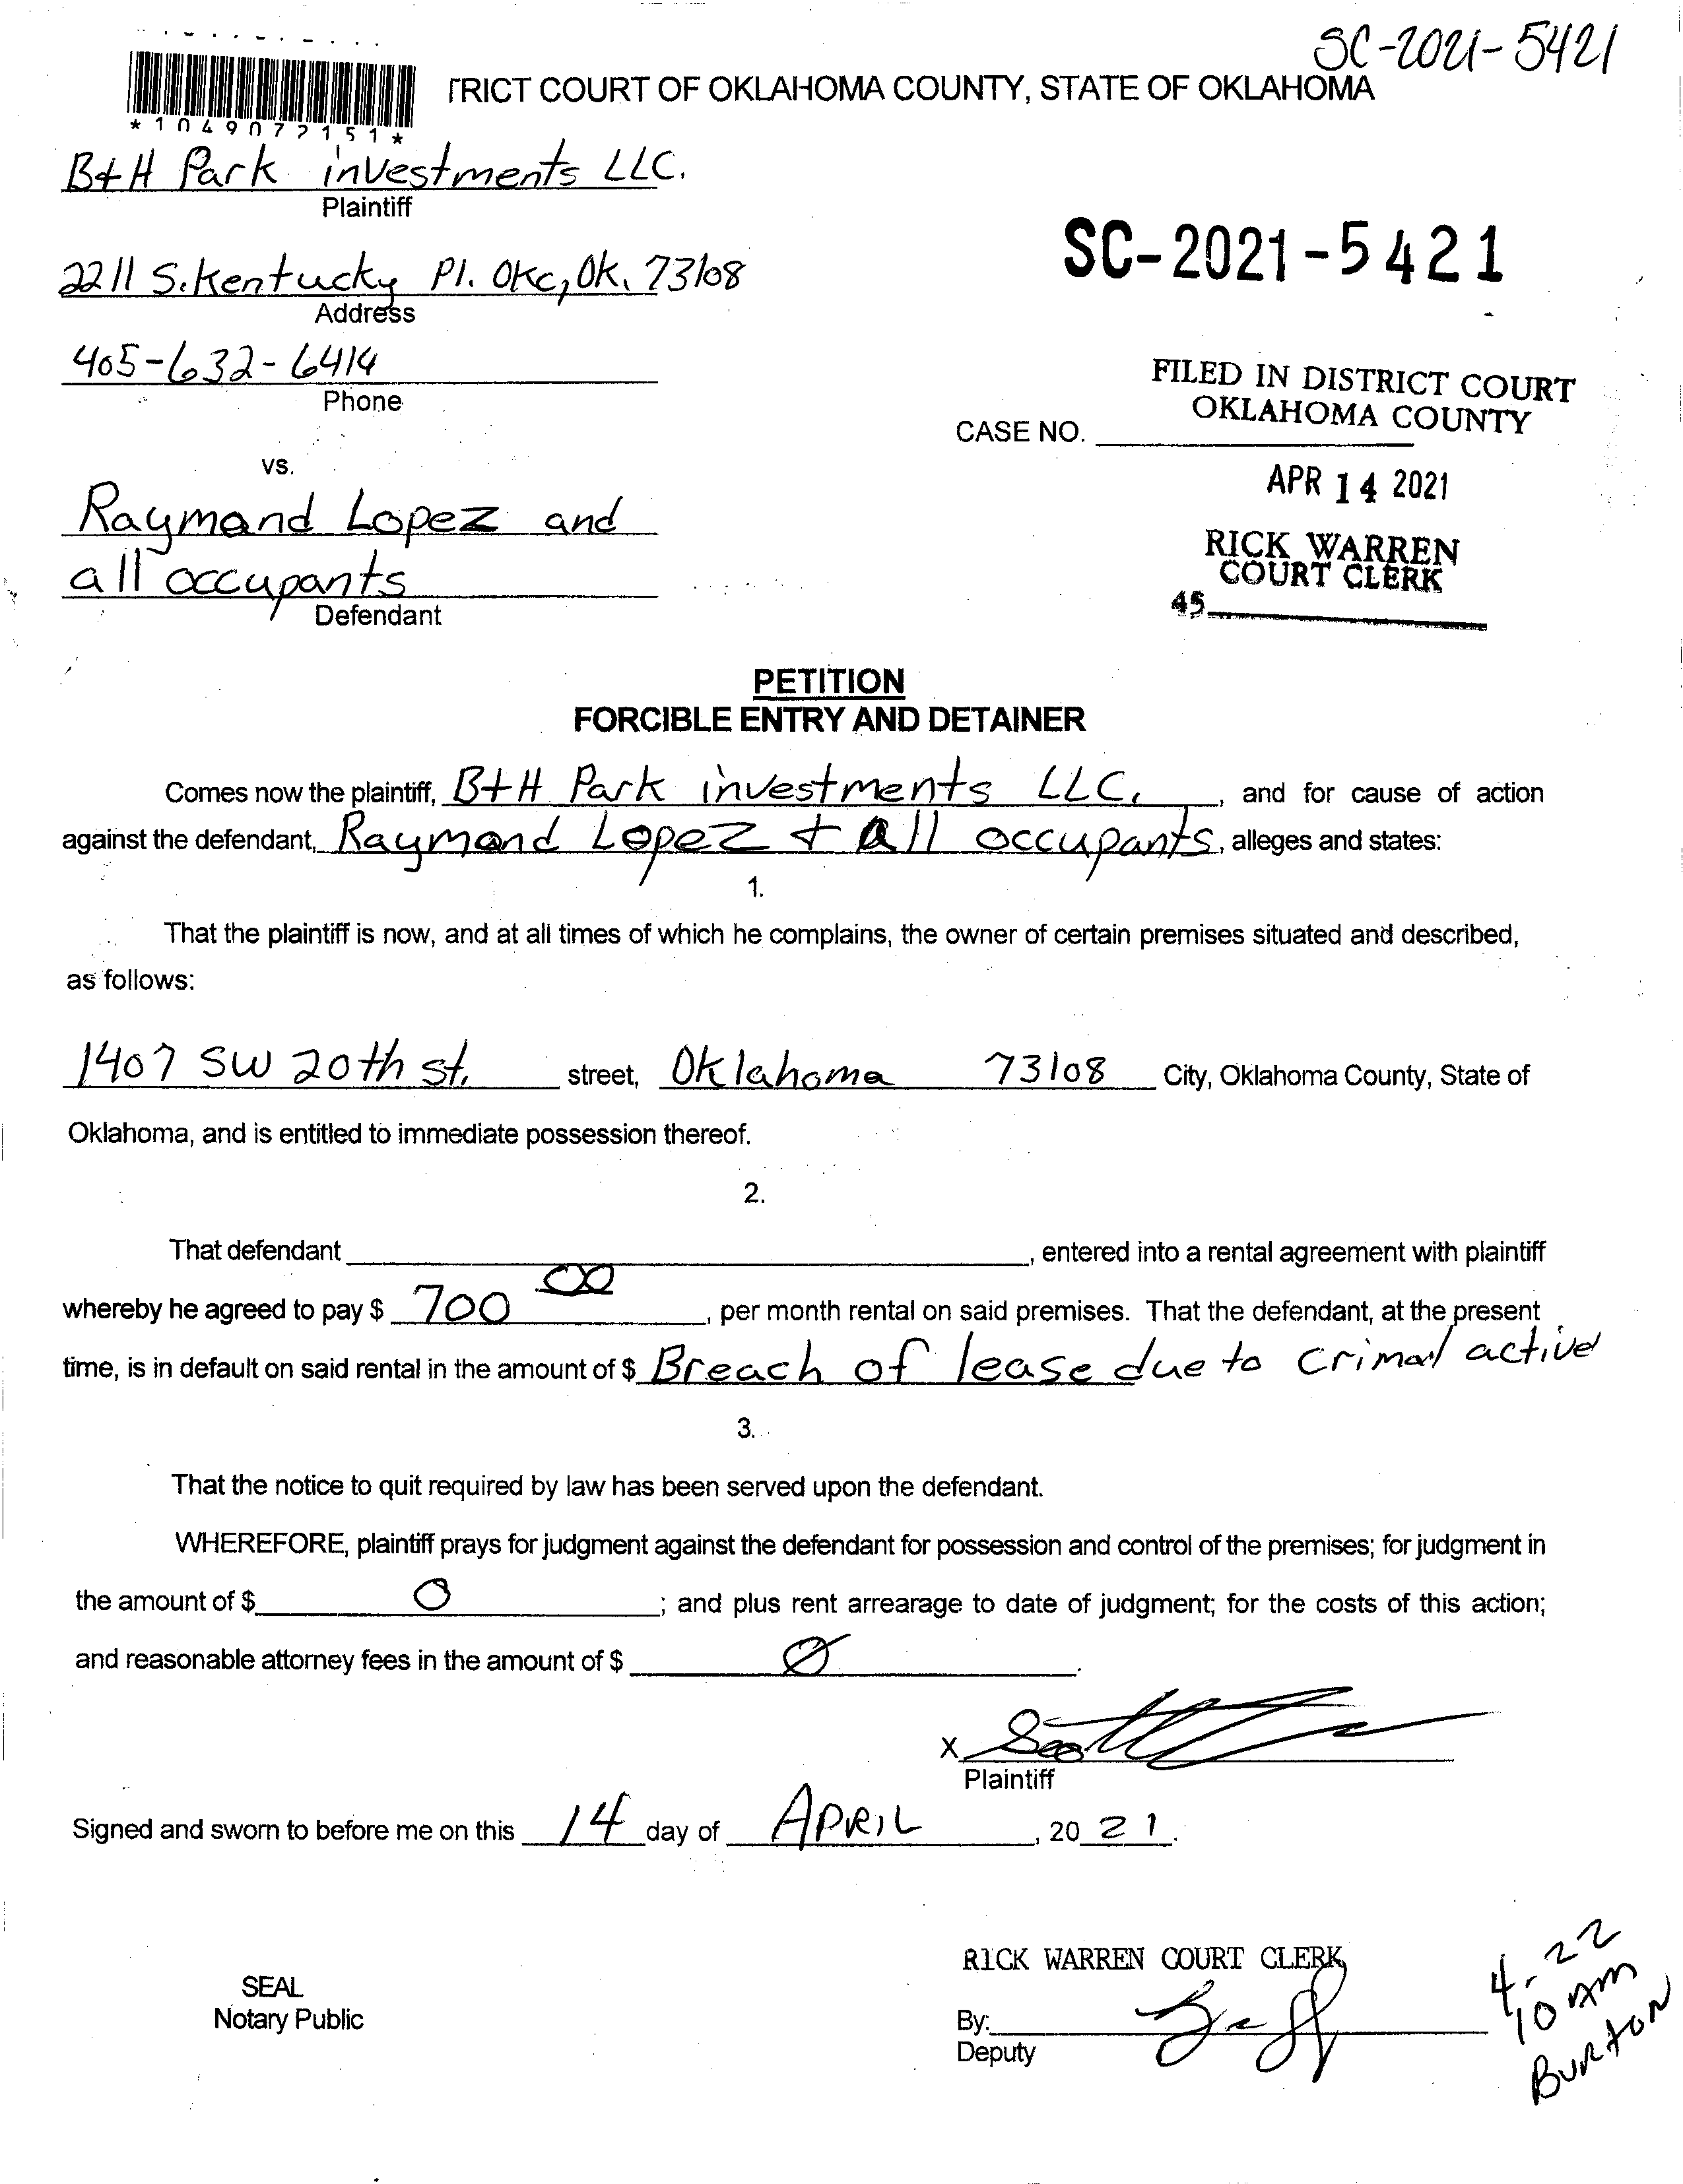 SC-2021-5421
TRICT COURT OF OKLAHOMA COUNTY, STATE OF OKLAHOMA
*1049072151*
B+H Park investments LLC.
Plaintiff
SC-2021-5421
2211 S. Kentucky Pl. Okc, Ok. 73108
Address
405-632-6414
Phone
FILED IN DISTRICT COURT
OKLAHOMA COUNTY
CASE NO.
vs.
APR 14 2021
Raymond Lopez and
all occupants
Defendant
RICK WARREN
COURT CLERK
45
PETITION
FORCIBLE ENTRY AND DETAINER
Comes now the plaintiff, B+H Park investments LLC, and for cause of action
against the defendant, Raymond Lopez + all occupants, alleges and states:
1.
That the plaintiff is now, and at all times of which he complains, the owner of certain premises situated and described,
as follows:
1407 SW 20th st. street, Oklahoma 73108 City, Oklahoma County, State of
Oklahoma, and is entitled to immediate possession thereof.
2.
That defendant , entered into a rental agreement with plaintiff
whereby he agreed to pay $ 700 00, per month rental on said premises. That the defendant, at the present
time, is in default on said rental in the amount of $ Breach of lease due to crimal active
3.
That the notice to quit required by law has been served upon the defendant.
WHEREFORE, plaintiff prays for judgment against the defendant for possession and control of the premises; for judgment in
the amount of $ 0 ; and plus rent arrearage to date of judgment; for the costs of this action;
and reasonable attorney fees in the amount of $ 0 .
X
Plaintiff
Signed and sworn to before me on this 14 day of APRIL, 20 21.
RICK WARREN COURT CLERK
SEAL
Notary Public
By:
Deputy
4-22
10 AM
BURTON